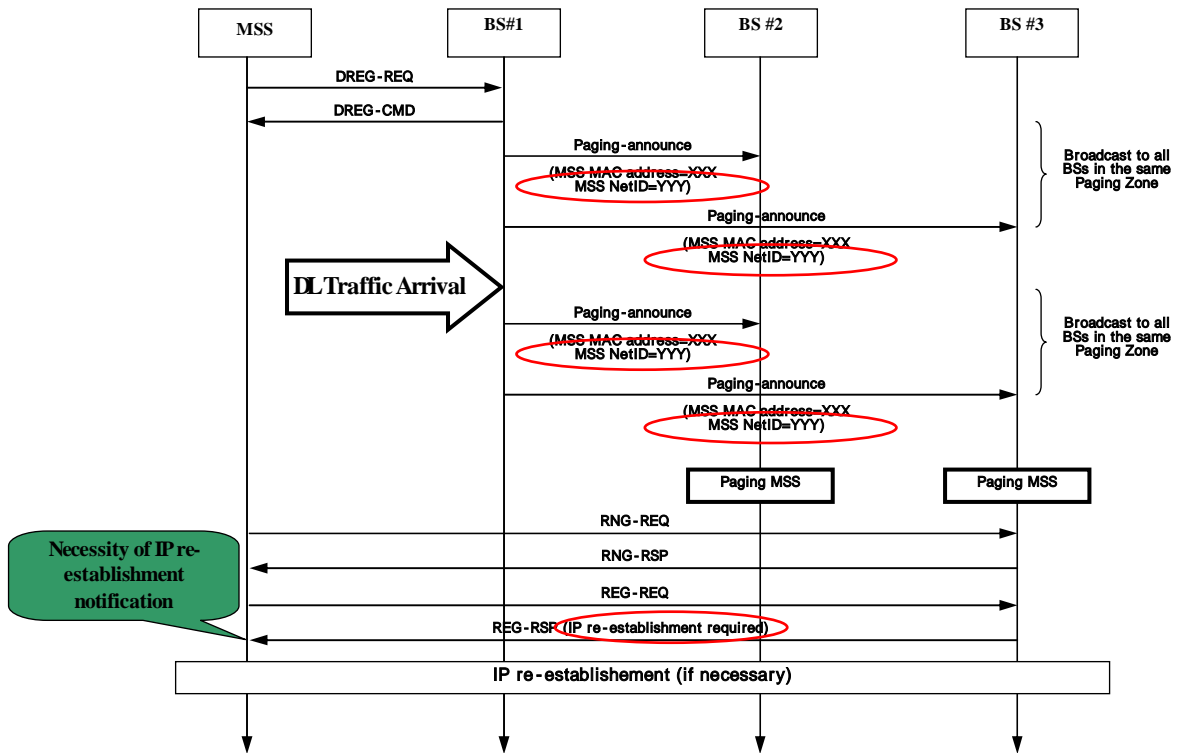 MSS
BS#1
BS #2
BS #3
DREG-REQ
DREG-CMD
Paging-announce
(MSS MAC address=XXX
MSS NetID=YYY)
Broadcast to all
BSs in the same
Paging Zone
Paging-announce
(MSS MAC address=XXX
MSS NetID=YYY)
DL Traffic Arrival
Paging-announce
(MSS MAC address=XXX
MSS NetID=YYY)
Broadcast to all
BSs in the same
Paging Zone
Paging-announce
(MSS MAC address=XXX
MSS NetID=YYY)
Paging MSS
Paging MSS
RNG-REQ
Necessity of IP re-
establishment
notification
RNG-RSP
REG-REQ
REG-RSP (IP re-establishment required)
IP re-establishement (if necessary)